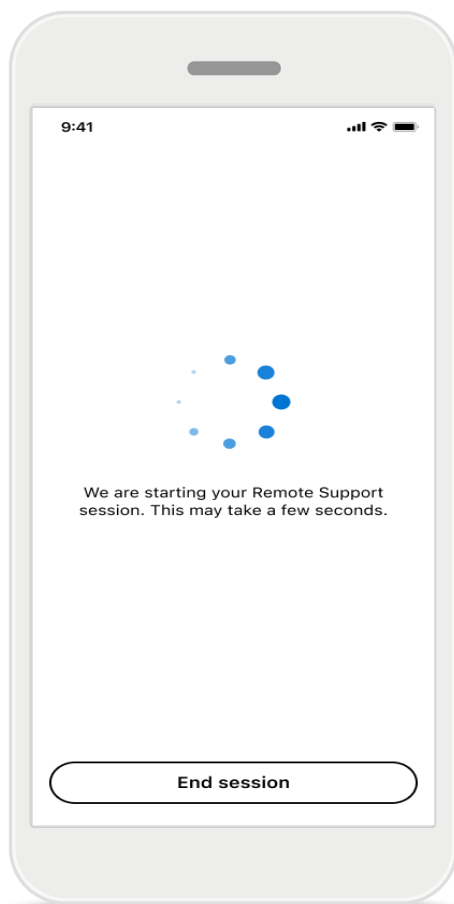 9:41
We are starting your Remote Support
session. This may take a few seconds.
End session